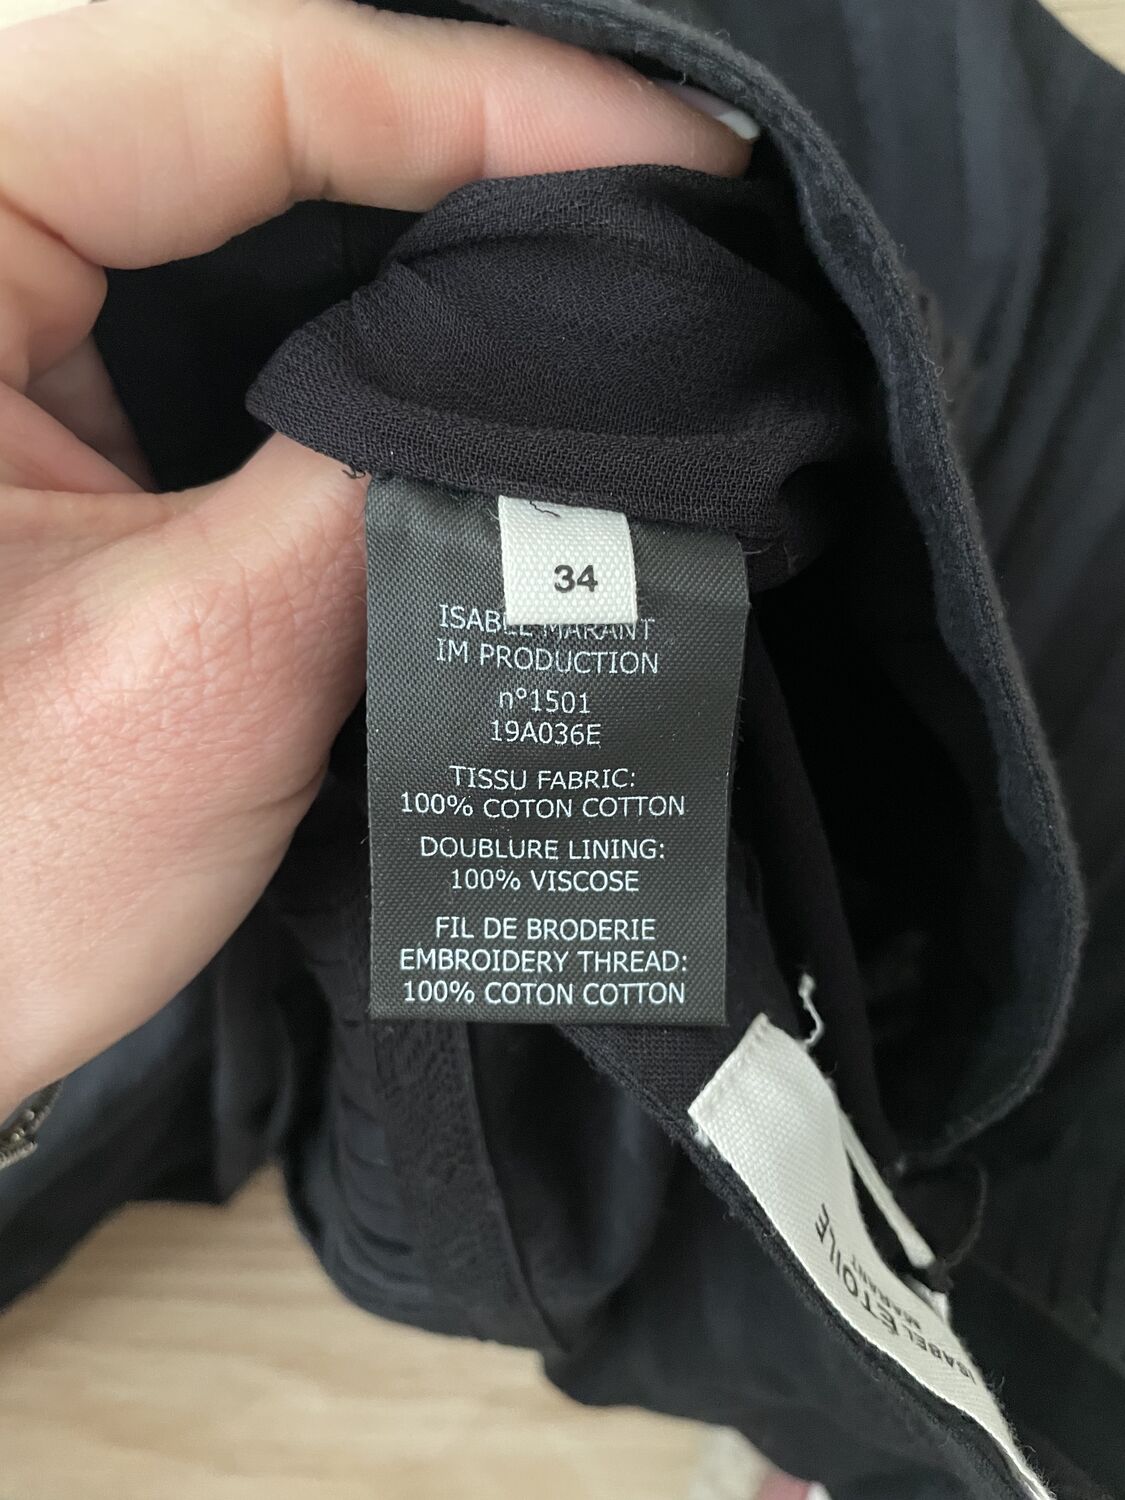 34
ISABEL MARANT
IM PRODUCTION
n°1501
19A036E
TISSU FABRIC:
100% COTON COTTON
DOUBLURE LINING:
100% VISCOSE
FIL DE BRODERIE
EMBROIDERY THREAD:
100% COTON COTTON
ISABEL ÉTOILE
MARANT